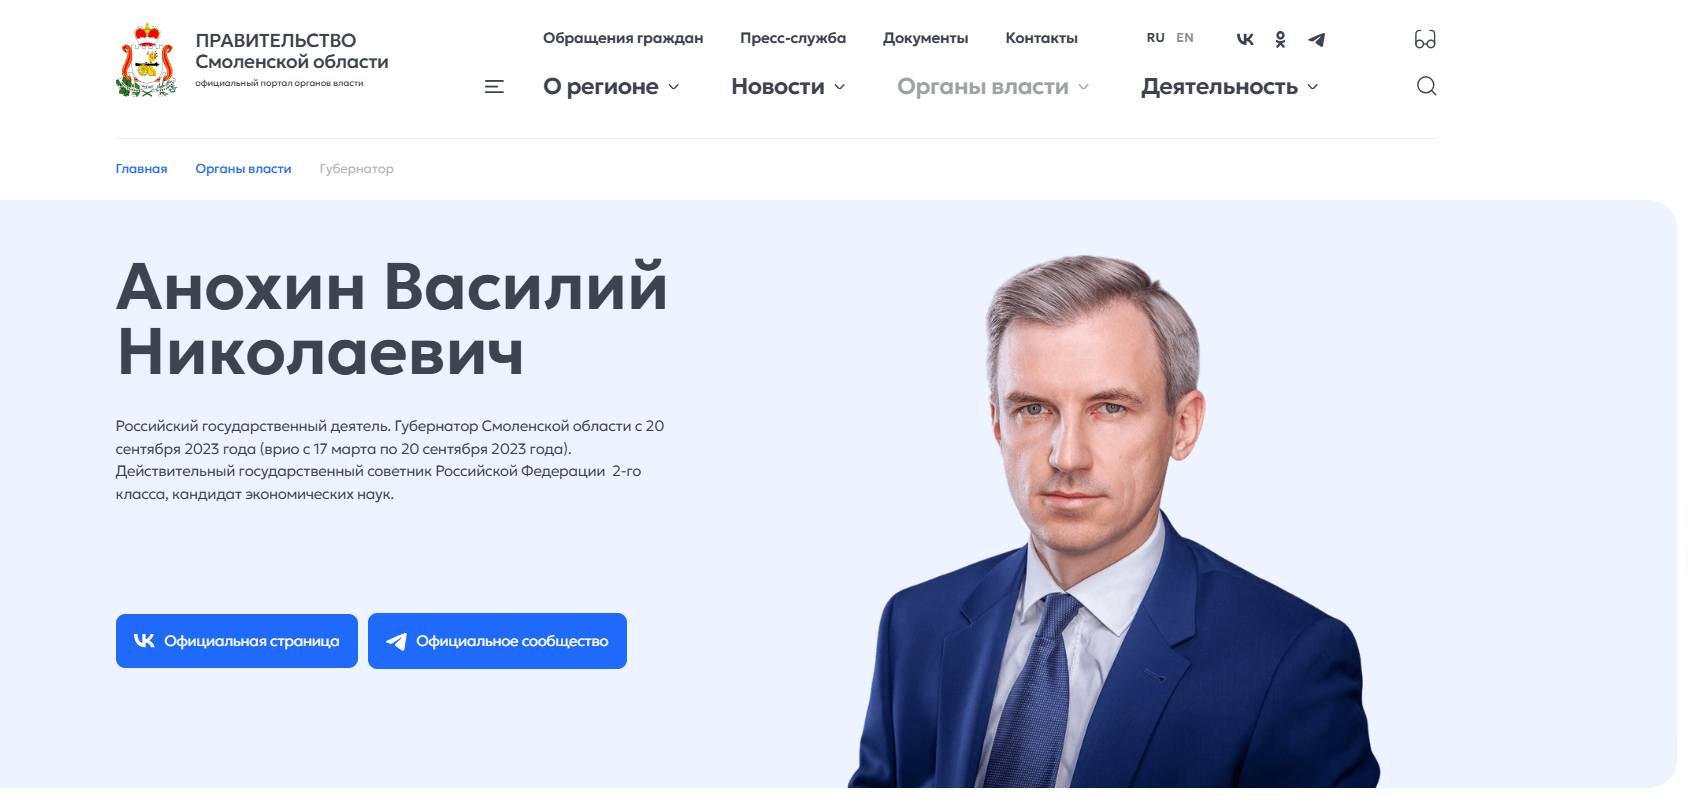 ПРАВИТЕЛЬСТВО
Смоленской области
официальный портал органов власти
Обращения граждан Пресс-служба Документы Контакты RU EN
О регионе Новости Органы власти Деятельность
Главная Органы власти Губернатор
Анохин Василий
Николаевич
Российский государственный деятель. Губернатор Смоленской области с 20
сентября 2023 года (врио с 17 марта по 20 сентября 2023 года).
Действительный государственный советник Российской Федерации 2-го
класса, кандидат экономических наук.
Официальная страница Официальное сообщество